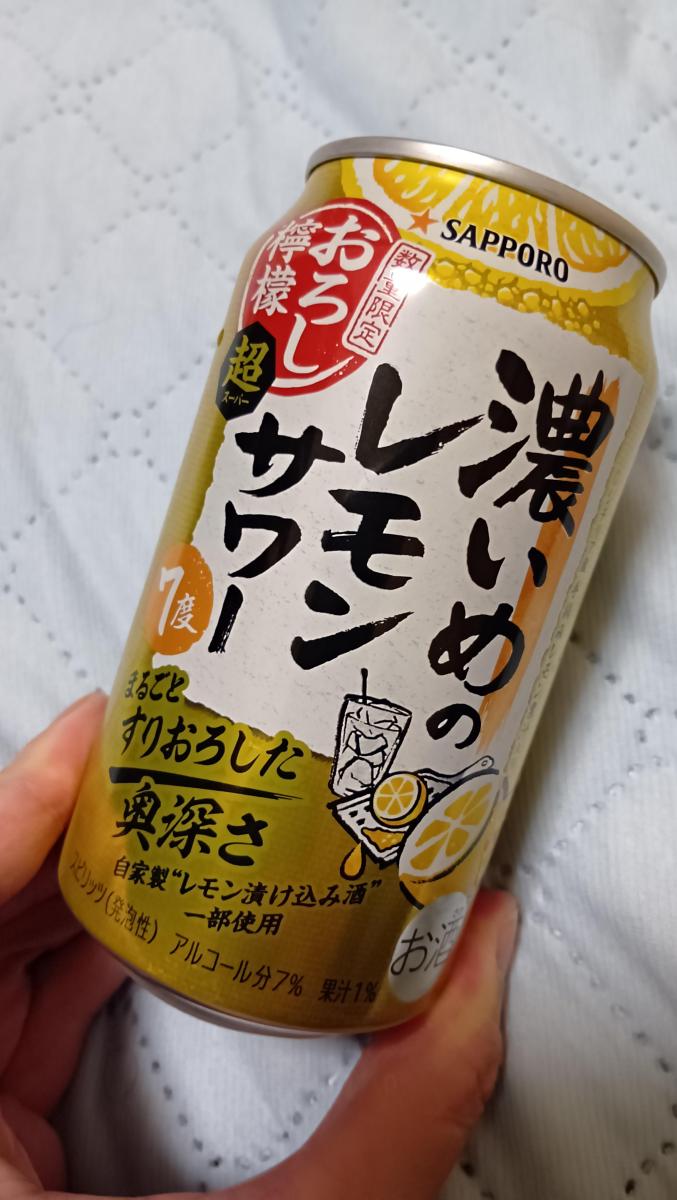 SAPPORO
数量限定
おろし
檸檬
超
スーパー
濃いめの
レモン
サワー
7度
まるごと
すりおろした
奥深さ
自家製“レモン漬け込み酒”
一部使用
スピリッツ(発泡性) アルコール分7% 果汁1%
お酒